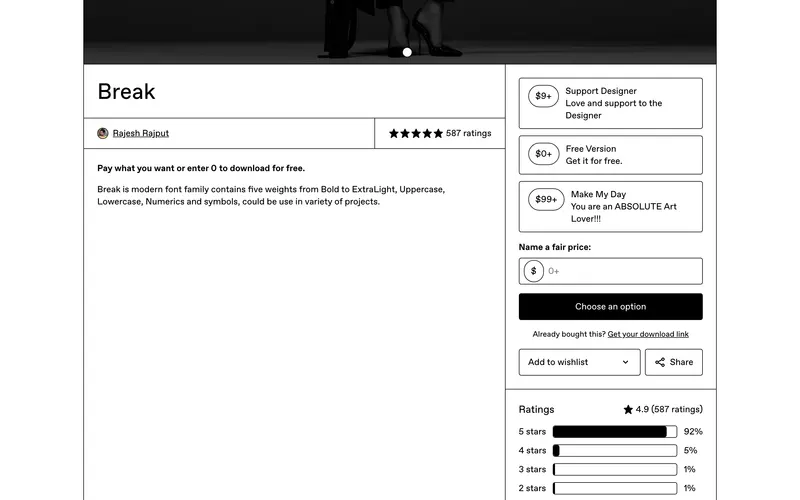 Break
Rajesh Rajput
587 ratings
Pay what you want or enter 0 to download for free.
Break is modern font family contains five weights from Bold to ExtraLight, Uppercase,
Lowercase, Numerics and symbols, could be use in variety of projects.
$9+
Support Designer
Love and support to the
Designer
$0+
Free Version
Get it for free.
$99+
Make My Day
You are an ABSOLUTE Art
Lover!!!
Name a fair price:
$ 0+
Choose an option
Already bought this? Get your download link
Add to wishlist
Share
Ratings
4.9 (587 ratings)
5 stars 92%
4 stars 5%
3 stars 1%
2 stars 1%